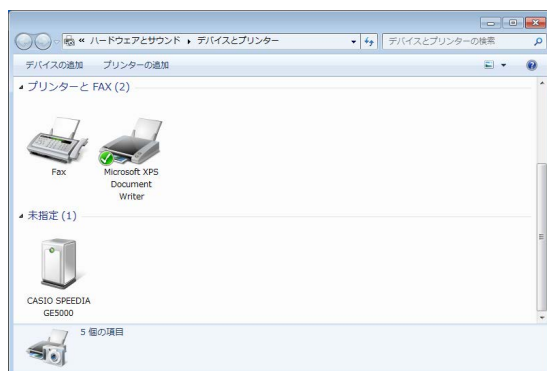 « ハードウェアとサウンド ▸ デバイスとプリンター
デバイスとプリンターの検索
デバイスの追加 プリンターの追加
プリンターと FAX (2)
Fax
Microsoft XPS
Document
Writer
未指定 (1)
CASIO SPEEDIA
GE5000
5 個の項目